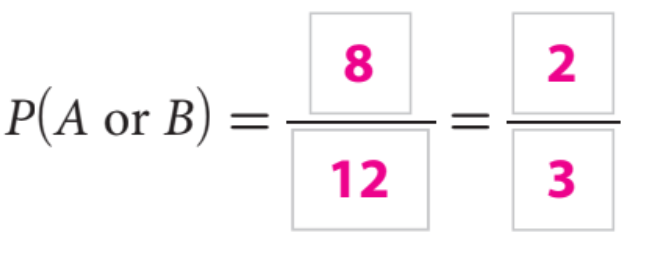 P(A or B) = 8/12 = 2/3